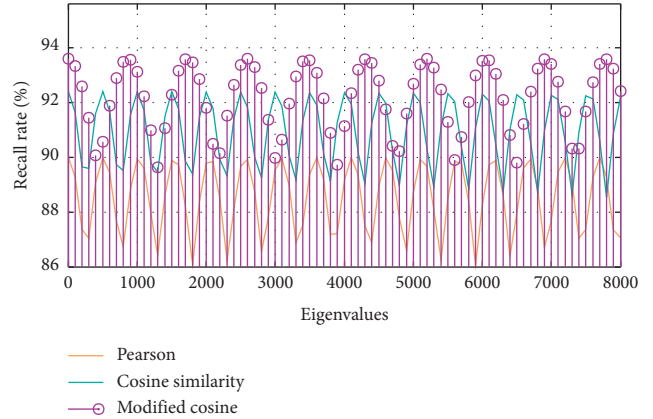 94
92
90
88
86
Recall rate (%)
0 1000 2000 3000 4000 5000 6000 7000 8000
Eigenvalues
Pearson
Cosine similarity
Modified cosine